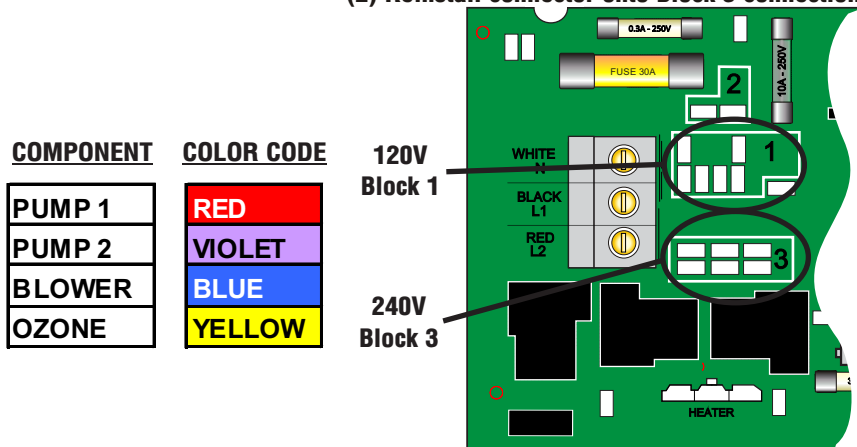 COMPONENT COLOR CODE
PUMP 1 RED
PUMP 2 VIOLET
BLOWER BLUE
OZONE YELLOW
120V
Block 1
240V
Block 3
0.3A - 250V
FUSE 30A
10A - 250V
2
1
WHITE
N
BLACK
L1
RED
L2
3
HEATER